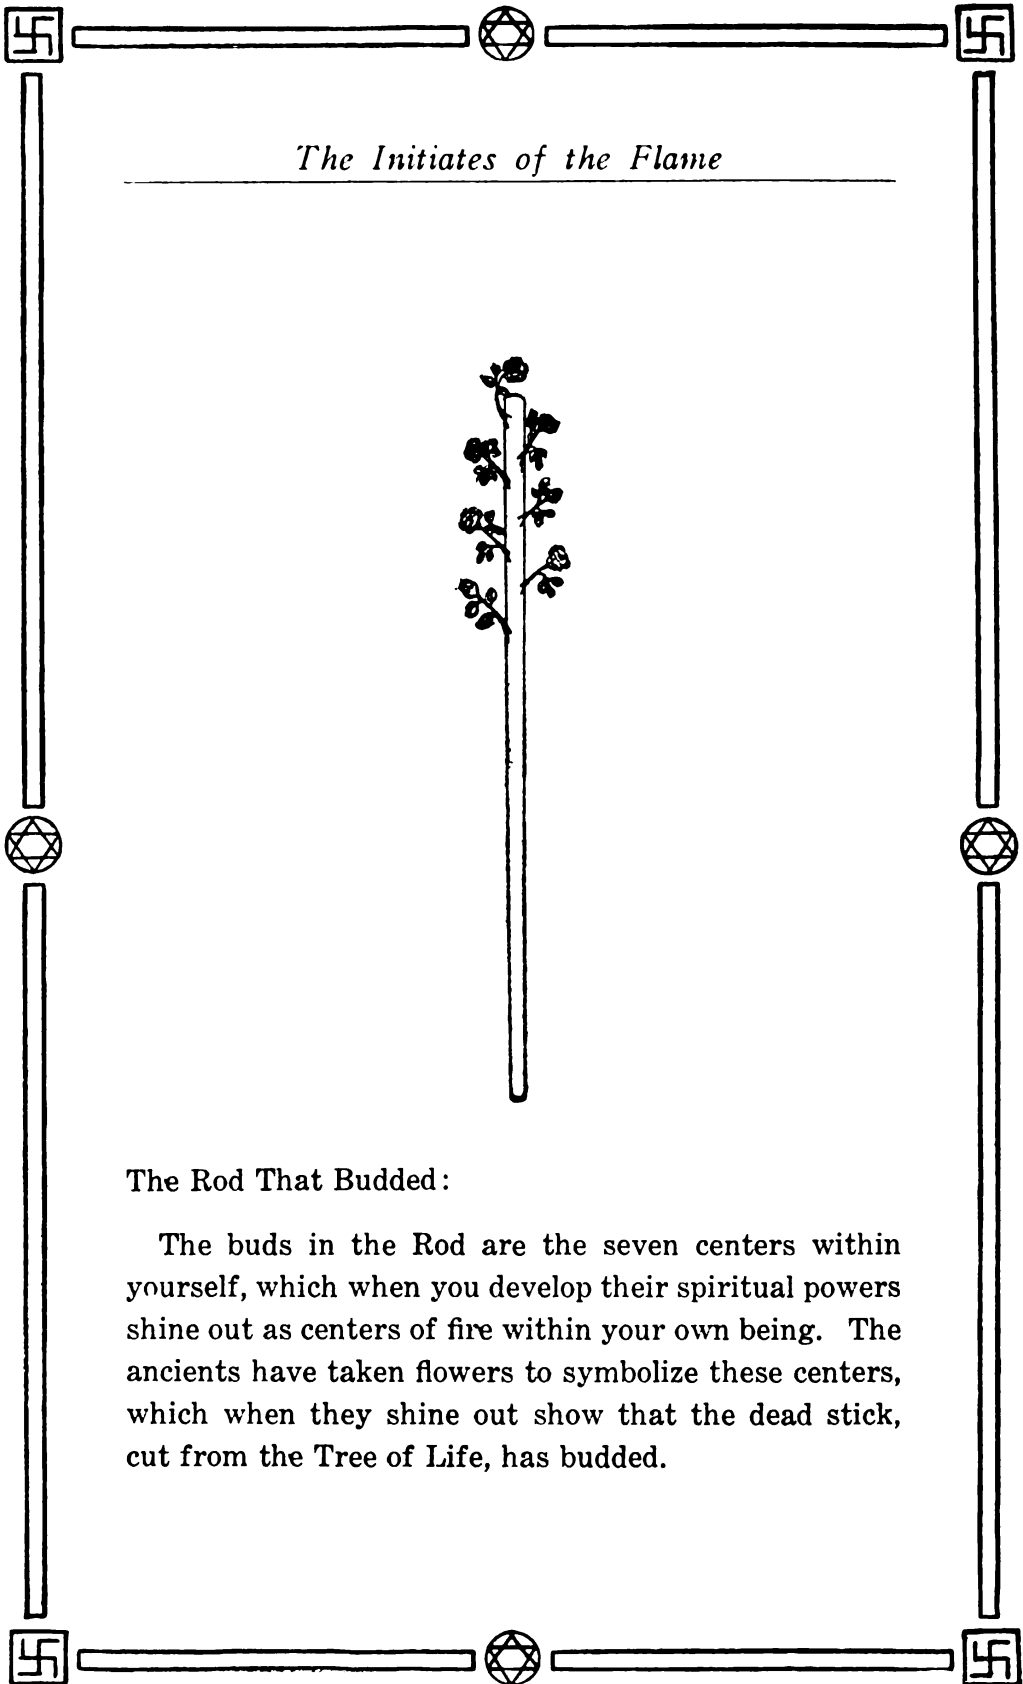 The Initiates of the Flame
The Rod That Budded:
The buds in the Rod are the seven centers within
yourself, which when you develop their spiritual powers
shine out as centers of fire within your own being. The
ancients have taken flowers to symbolize these centers,
which when they shine out show that the dead stick,
cut from the Tree of Life, has budded.